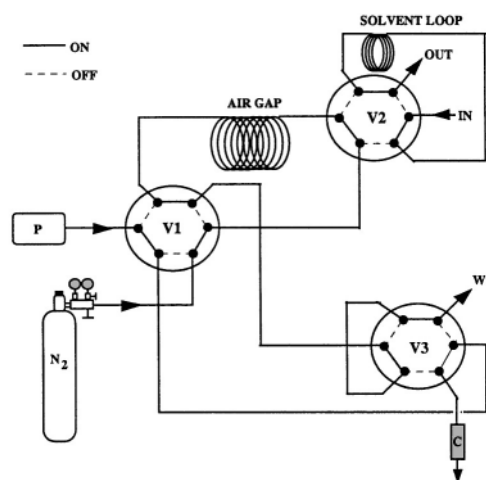 SOLVENT LOOP
ON
OUT
OFF
AIR GAP
V2
IN
P
V1
W
N2
V3
C